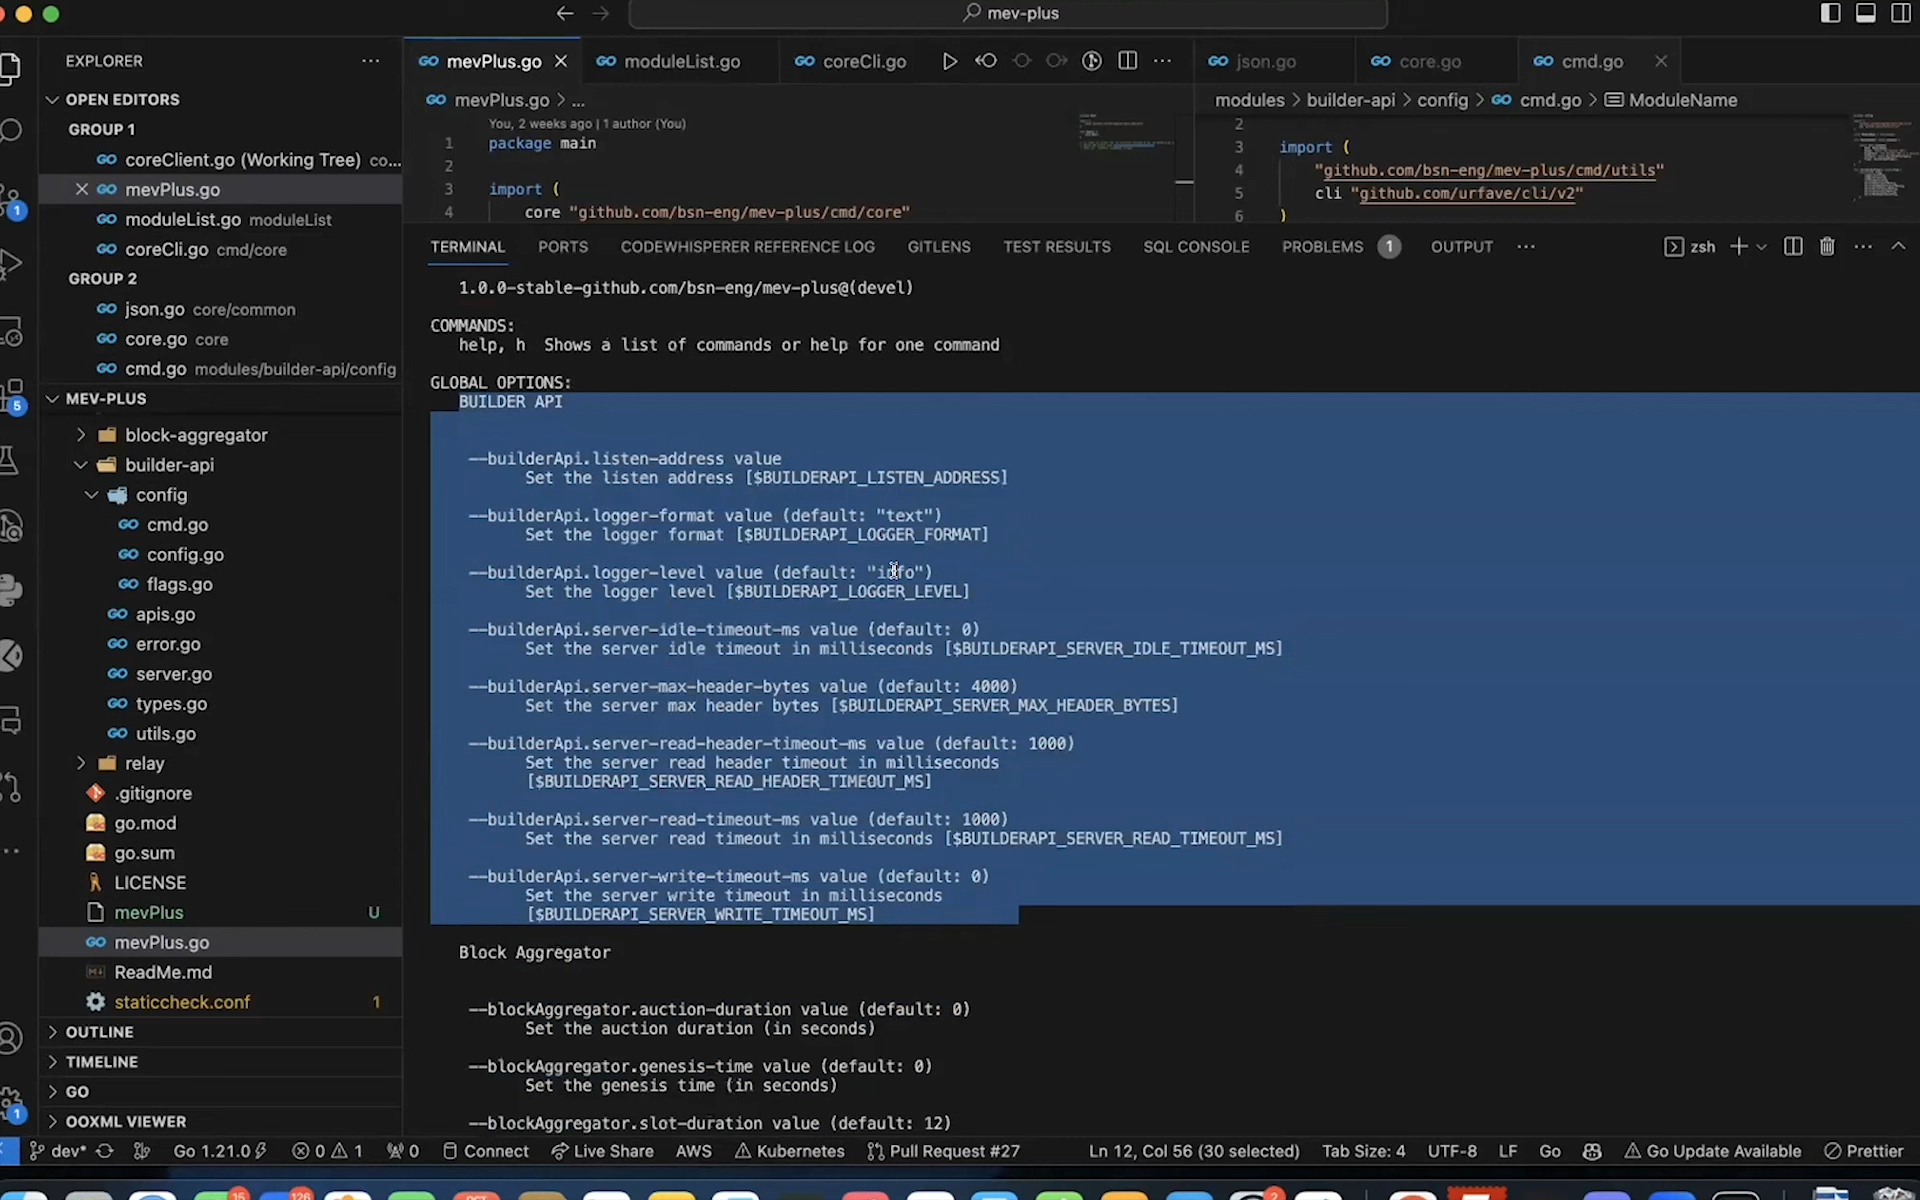 mev-plus
EXPLORER
OPEN EDITORS
GROUP 1
coreClient.go (Working Tree) co...
mevPlus.go
moduleList.go moduleList
coreCli.go cmd/core
GROUP 2
json.go core/common
core.go core
cmd.go modules/builder-api/config
MEV-PLUS
block-aggregator
builder-api
config
cmd.go
config.go
flags.go
apis.go
error.go
server.go
types.go
utils.go
relay
.gitignore
go.mod
go.sum
LICENSE
mevPlus U
mevPlus.go
ReadMe.md
staticcheck.conf 1
OUTLINE
TIMELINE
GO
OOXML VIEWER
1
5
1
mevPlus.go moduleList.go coreCli.go
mevPlus.go > ...
You, 2 weeks ago | 1 author (You)
1 package main
2
3 import (
4 core "github.com/bsn-eng/mev-plus/cmd/core"
json.go core.go cmd.go
modules > builder-api > config > cmd.go > ModuleName
2
3 import (
4 "github.com/bsn-eng/mev-plus/cmd/utils"
5 cli "github.com/urfave/cli/v2"
6 )
TERMINAL PORTS CODEWHISPERER REFERENCE LOG GITLENS TEST RESULTS SQL CONSOLE PROBLEMS 1 OUTPUT ... zsh
1.0.0-stable-github.com/bsn-eng/mev-plus@(devel)
COMMANDS:
help, h Shows a list of commands or help for one command
GLOBAL OPTIONS:
BUILDER API
--builderApi.listen-address value
Set the listen address [$BUILDERAPI_LISTEN_ADDRESS]
--builderApi.logger-format value (default: "text")
Set the logger format [$BUILDERAPI_LOGGER_FORMAT]
--builderApi.logger-level value (default: "info")
Set the logger level [$BUILDERAPI_LOGGER_LEVEL]
--builderApi.server-idle-timeout-ms value (default: 0)
Set the server idle timeout in milliseconds [$BUILDERAPI_SERVER_IDLE_TIMEOUT_MS]
--builderApi.server-max-header-bytes value (default: 4000)
Set the server max header bytes [$BUILDERAPI_SERVER_MAX_HEADER_BYTES]
--builderApi.server-read-header-timeout-ms value (default: 1000)
Set the server read header timeout in milliseconds
[$BUILDERAPI_SERVER_READ_HEADER_TIMEOUT_MS]
--builderApi.server-read-timeout-ms value (default: 1000)
Set the server read timeout in milliseconds [$BUILDERAPI_SERVER_READ_TIMEOUT_MS]
--builderApi.server-write-timeout-ms value (default: 0)
Set the server write timeout in milliseconds
[$BUILDERAPI_SERVER_WRITE_TIMEOUT_MS]
Block Aggregator
--blockAggregator.auction-duration value (default: 0)
Set the auction duration (in seconds)
--blockAggregator.genesis-time value (default: 0)
Set the genesis time (in seconds)
--blockAggregator.slot-duration value (default: 12)
dev* Go 1.21.0 0 1 0 Connect Live Share AWS Kubernetes Pull Request #27 Ln 12, Col 56 (30 selected) Tab Size: 4 UTF-8 LF Go Go Update Available Prettier
15 126 OCT 2